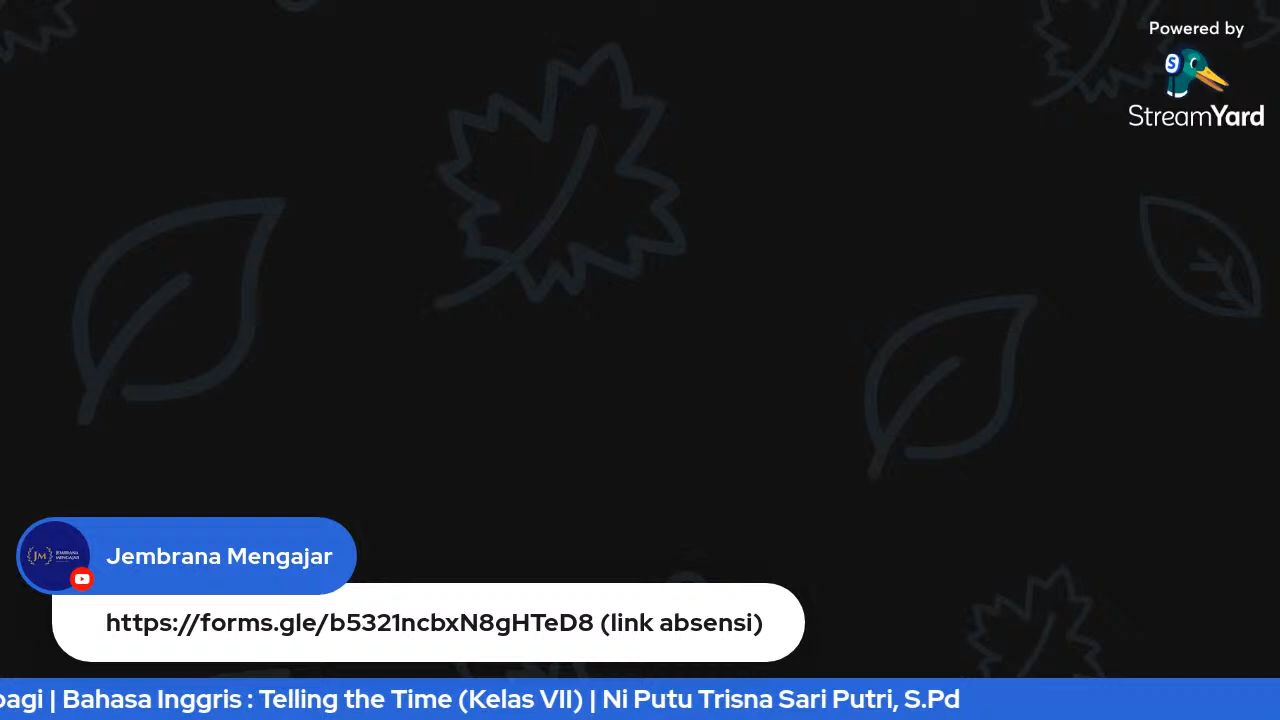 Powered by
StreamYard
Jembrana Mengajar
https://forms.gle/b5321ncbxN8gHTeD8 (link absensi)
| Bahasa Inggris : Telling the Time (Kelas VII) | Ni Putu Trisna Sari Putri, S.Pd